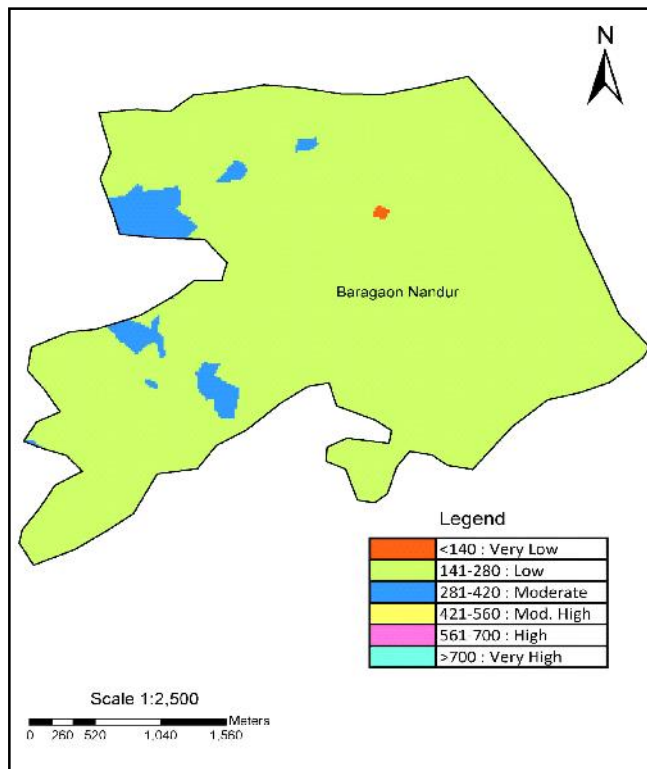 N
Baragaon Nandur
Legend
<140 : Very Low
141-280 : Low
281-420 : Moderate
421-560 : Mod. High
561-700 : High
>700 : Very High
Scale 1:2,500
Meters
0 260 520 1,040 1,560